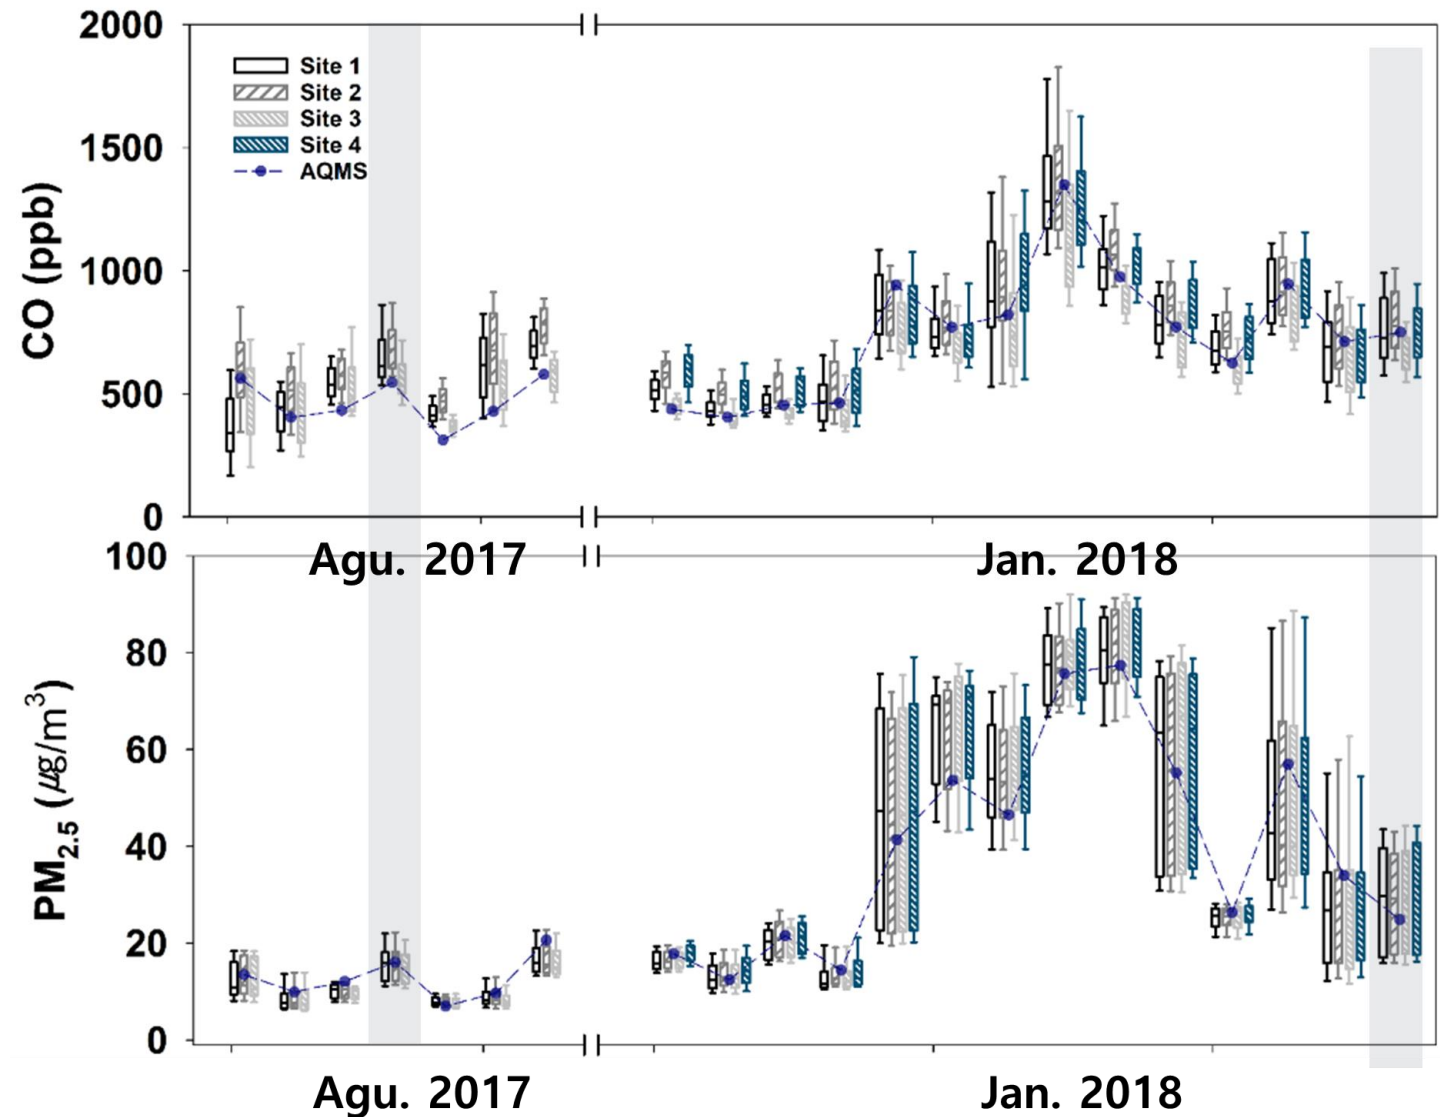 2000
1500
1000
500
0
CO (ppb)
Site 1
Site 2
Site 3
Site 4
AQMS
Agu. 2017
Jan. 2018
100
80
60
40
20
0
PM2.5 (µg/m³)
Agu. 2017
Jan. 2018